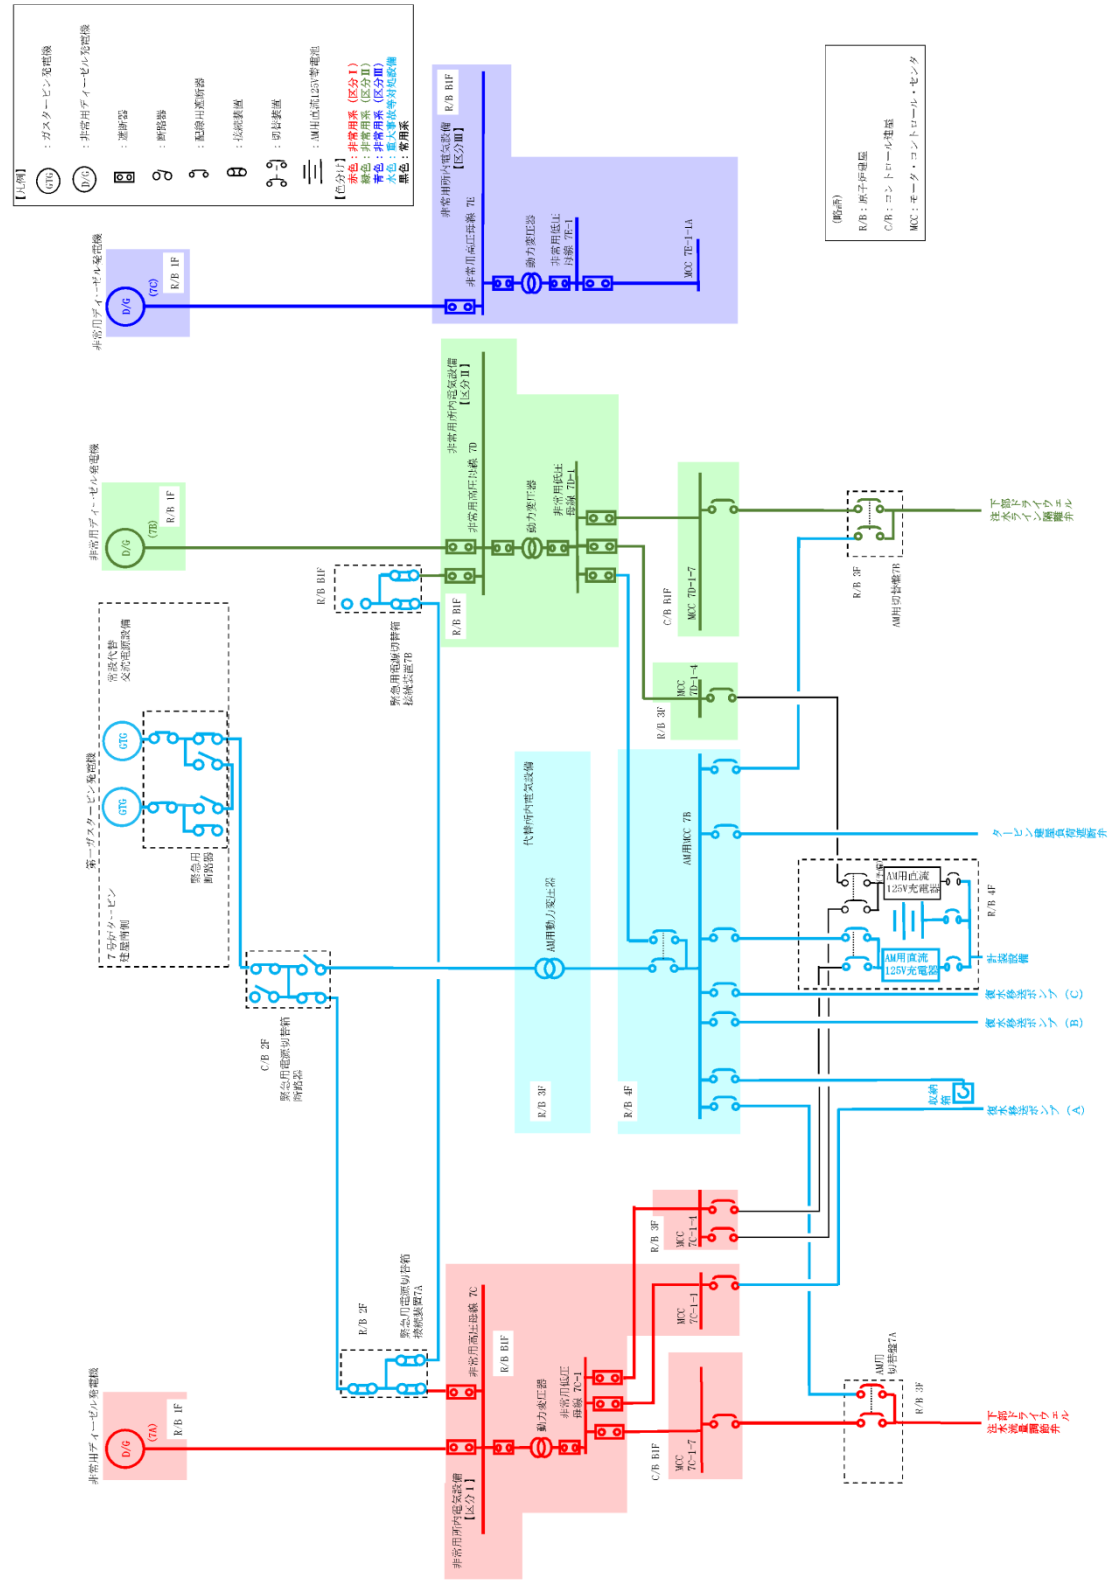 【凡例】
GTG
：ガスタービン発電機
D/G
：非常用ディーゼル発電機
：遮断器
：断路器
：配線用遮断器
：接続装置
：切替装置
：AM用直流125V蓄電池
【色分け】
赤色：非常用系（区分Ⅰ）
緑色：非常用系（区分Ⅱ）
青色：非常用系（区分Ⅲ）
水色：重大事故等対処設備
黒色：常用系
（略語）
R/B：原子炉建屋
C/B：コントロール建屋
MCC：モータ・コントロール・センタ
非常用ディーゼル発電機
D/G
(7C)
R/B 1F
非常用所内電気設備
【区分Ⅲ】
R/B B1F
非常用高圧母線 7E
動力変圧器
非常用低圧
母線 7E-1
MCC 7E-1-1A
非常用ディーゼル発電機
D/G
(7B)
R/B 1F
非常用所内電気設備
【区分Ⅱ】
非常用高圧母線 7D
R/B B1F
動力変圧器
非常用低圧
母線 7D-1
C/B B1F
MCC 7D-1-7
R/B 3F
MCC
7D-1-4
R/B B1F
緊急用電源切替箱
接続装置7B
R/B 3F
AM用切替盤7B
下部ドライウェル
注水ライン隔離弁
第一ガスタービン発電機
常設代替
交流電源設備
GTG
GTG
緊急用
断路器
7号炉タービン
建屋南側
C/B 2F
緊急用電源切替箱
断路器
代替所内電気設備
AM用動力変圧器
R/B 3F
R/B 4F
AM用MCC 7B
タービン建屋負荷遮断弁
AM用直流
125V充電器
AM用直流
125V充電器
R/B 4F
計装設備
復水移送ポンプ (C)
復水移送ポンプ (B)
収納
箱
復水移送ポンプ (A)
非常用ディーゼル発電機
D/G
(7A)
R/B 1F
R/B 2F
緊急用電源切替箱
接続装置7A
非常用所内電気設備
【区分Ⅰ】
非常用高圧母線 7C
R/B B1F
動力変圧器
非常用低圧
母線 7C-1
C/B B1F
MCC
7C-1-7
MCC
7C-1-1
R/B 3F
MCC
7C-1-4
AM用
切替盤7A
R/B 3F
下部ドライウェル
注水流量調節弁